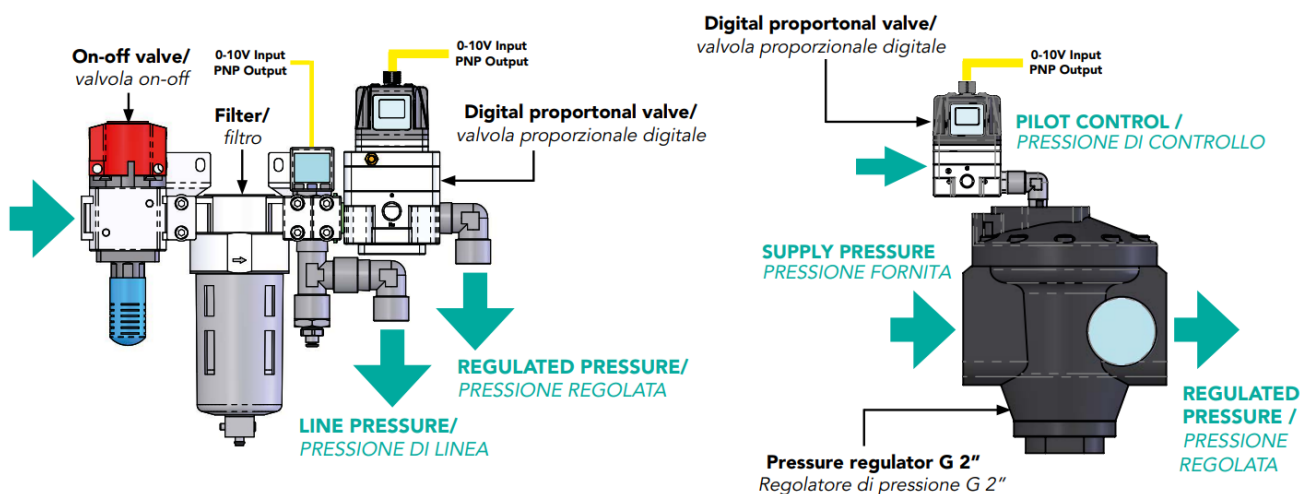 On-off valve/
valvola on-off
0-10V Input
PNP Output
Filter/
filtro
0-10V Input
PNP Output
Digital proportonal valve/
valvola proporzionale digitale
REGULATED PRESSURE/
PRESSIONE REGOLATA
LINE PRESSURE/
PRESSIONE DI LINEA
Digital proportonal valve/
valvola proporzionale digitale
0-10V Input
PNP Output
PILOT CONTROL /
PRESSIONE DI CONTROLLO
SUPPLY PRESSURE
PRESSIONE FORNITA
REGULATED
PRESSURE /
PRESSIONE
REGOLATA
Pressure regulator G 2”
Regolatore di pressione G 2”